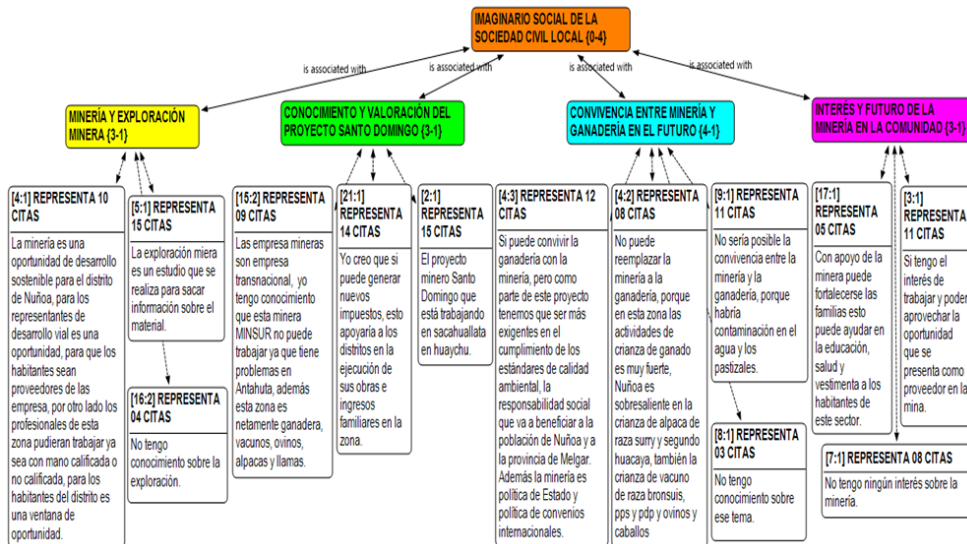 IMAGINARIO SOCIAL DE LA
SOCIEDAD CIVIL LOCAL {0-4}
is associated with
is associated with
is associated with
is associated with
MINERÍA Y EXPLORACIÓN
MINERA {3-1}
CONOCIMIENTO Y VALORACIÓN DEL
PROYECTO SANTO DOMINGO {3-1}
CONVIVENCIA ENTRE MINERÍA Y
GANADERÍA EN EL FUTURO {4-1}
INTERÉS Y FUTURO DE LA
MINERÍA EN LA COMUNIDAD {3-1}
[4:1] REPRESENTA 10
CITAS
La minería es una
oportunidad de desarrollo
sostenible para el distrito
de Nuñoa, para los
representantes de
desarrollo vial es una
oportunidad, para que los
habitantes sean
proveedores de las
empresa, por otro lado los
profesionales de esta
zona pudieran trabajar ya
sea con mano calificada o
no calificada, para los
habitantes del distrito es
una ventana de
oportunidad.
[5:1] REPRESENTA
15 CITAS
La exploración miera
es un estudio que se
realiza para sacar
información sobre el
material.
[16:2] REPRESENTA
04 CITAS
No tengo
conocimiento sobre la
exploración.
[15:2] REPRESENTA
09 CITAS
Las empresa mineras
son empresa
transnacional, yo
tengo conocimiento
que esta minera
MINSUR no puede
trabajar ya que tiene
problemas en
Antahuta, además
esta zona es
netamente ganadera,
vacunos, ovinos,
alpacas y llamas.
[21:1]
REPRESENTA
14 CITAS
Yo creo que si
puede generar
nuevos
impuestos, esto
apoyaría a los
distritos en la
ejecución de
sus obras e
ingresos
familiares en la
zona.
[2:1]
REPRESENTA
15 CITAS
El proyecto
minero Santo
Domingo que
está trabajando
en sacahuallata
en huaychu.
[4:3] REPRESENTA 12
CITAS
Si puede convivir la
ganadería con la
minería, pero como
parte de este proyecto
tenemos que ser más
exigentes en el
cumplimiento de los
estándares de calidad
ambiental, la
responsabilidad social
que va a beneficiar a la
población de Nuñoa y a
la provincia de Melgar.
Además la minería es
política de Estado y
política de convenios
internacionales.
[4:2] REPRESENTA
08 CITAS
No puede
reemplazar la
minería a la
ganadería, porque
en esta zona las
actividades de
crianza de ganado
es muy fuerte,
Nuñoa es
sobresaliente en la
crianza de alpaca de
raza surry y segundo
huacaya, también la
crianza de vacuno
de raza bronsuis,
pps y pdp y ovinos y
caballos
[9:1] REPRESENTA
11 CITAS
No sería posible la
convivencia entre la
minería y la
ganadería, porque
habría
contaminación en el
agua y los
pastizales.
[8:1] REPRESENTA
03 CITAS
No tengo
conocimiento sobre
ese tema.
[17:1]
REPRESENTA
05 CITAS
Con apoyo de la
minera puede
fortalecerse las
familias esto
puede ayudar en
la educación,
salud y
vestimenta a los
habitantes de
este sector.
[3:1]
REPRESENTA
11 CITAS
Si tengo el
interés de
trabajar y poder
aprovechar la
oportunidad
que se
presenta como
proveedor en la
mina.
[7:1] REPRESENTA 08 CITAS
No tengo ningún interés sobre la
minería.